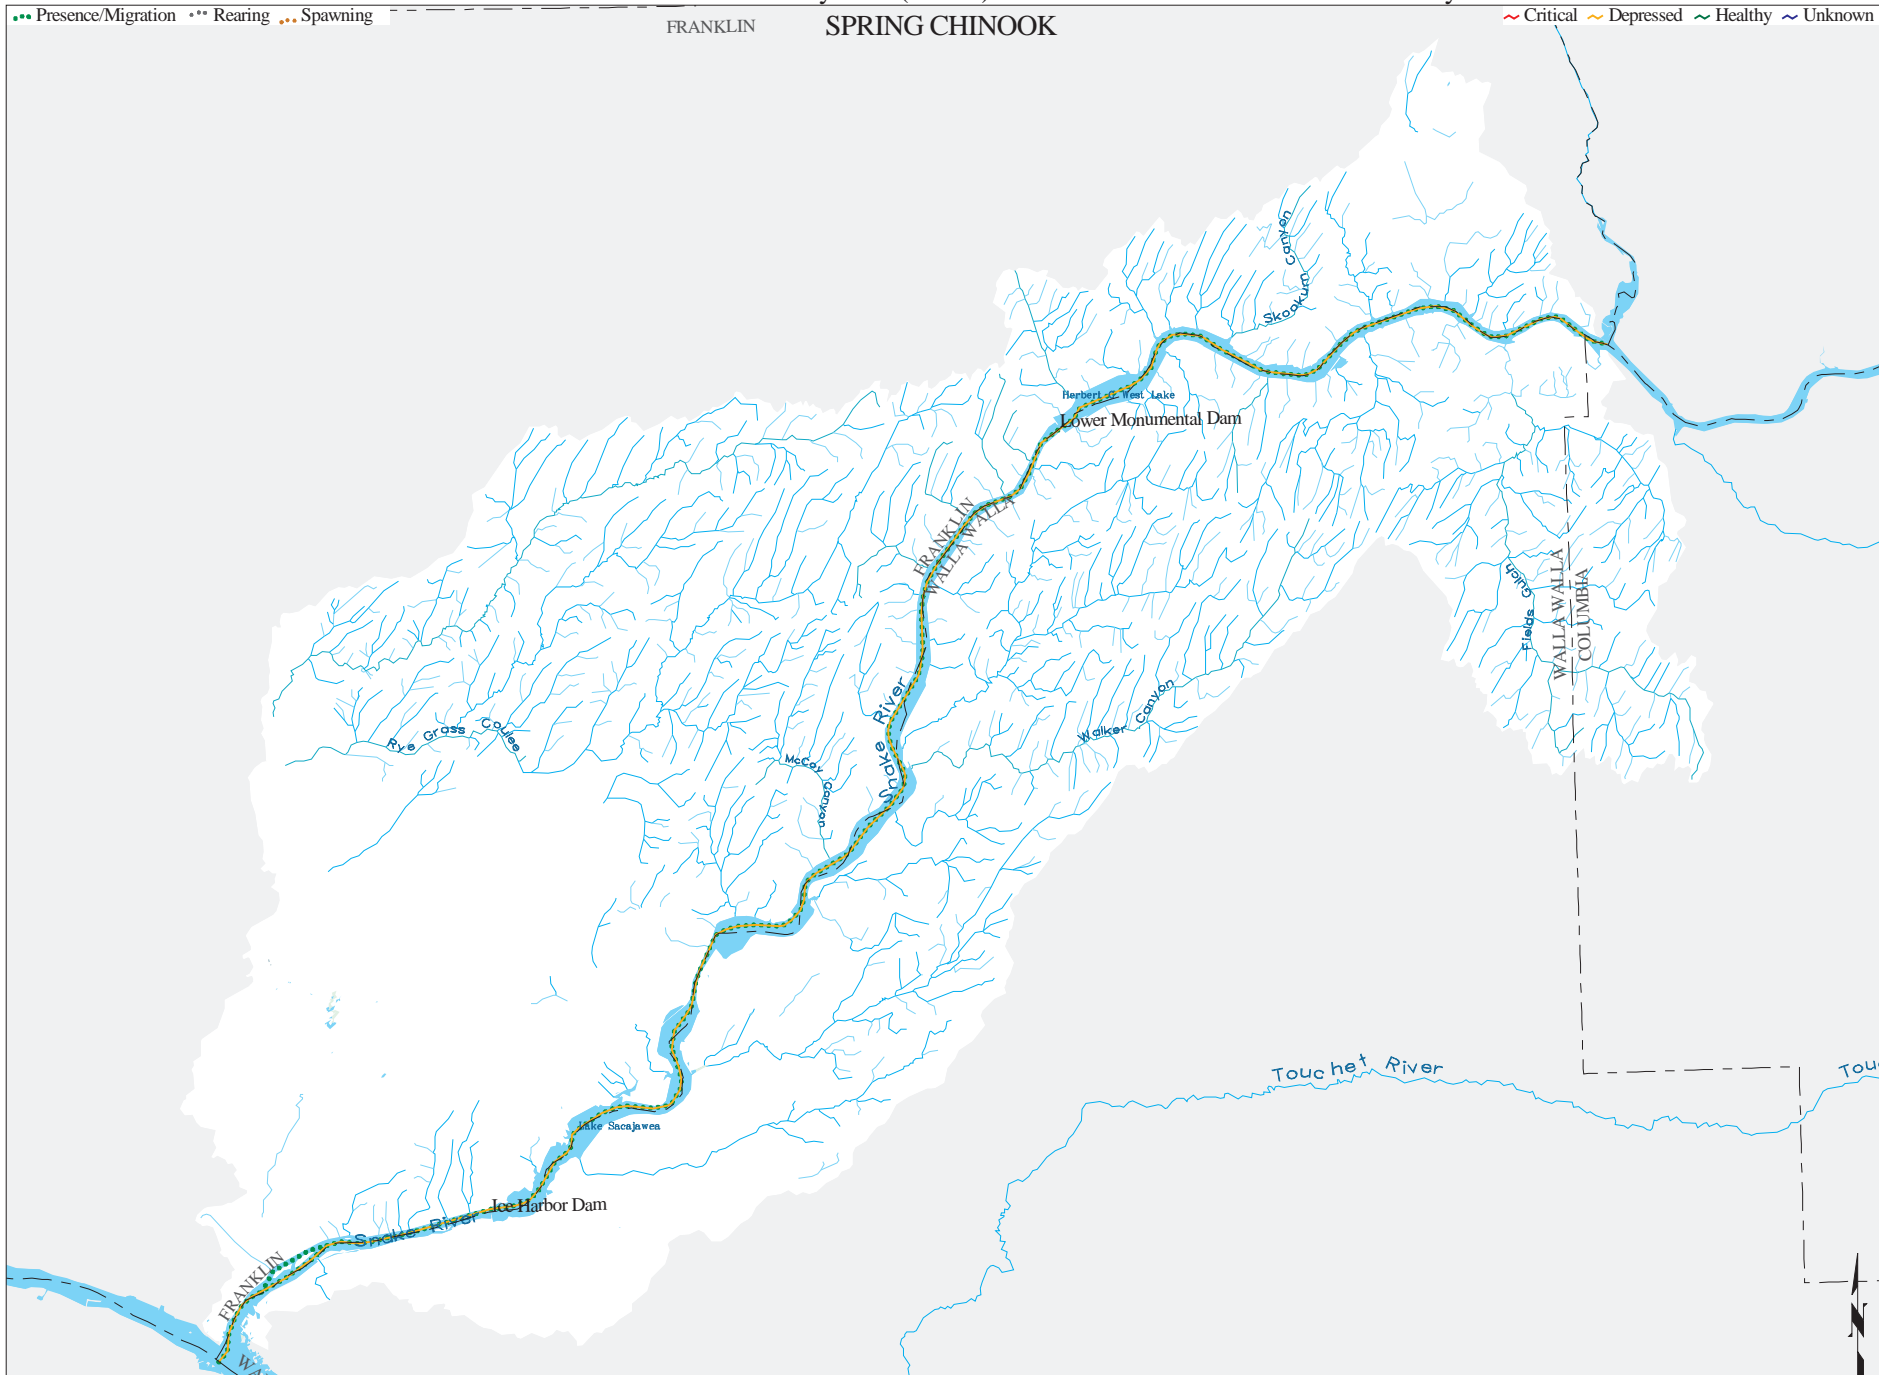 Presence/Migration Rearing Spawning
FRANKLIN
SPRING CHINOOK
Critical Depressed Healthy Unknown
Skookum Canyon
Herbert G West Lake
Lower Monumental Dam
FRANKLIN
WALLA WALLA
Fields Gulch
WALLA WALLA
COLUMBIA
Snake River
Walker Canyon
Rye Grass Coulee
McCoy Canyon
Touchet River
Tou
Lake Sacajawea
Ice Harbor Dam
Snake River
FRANKLIN
WA
N